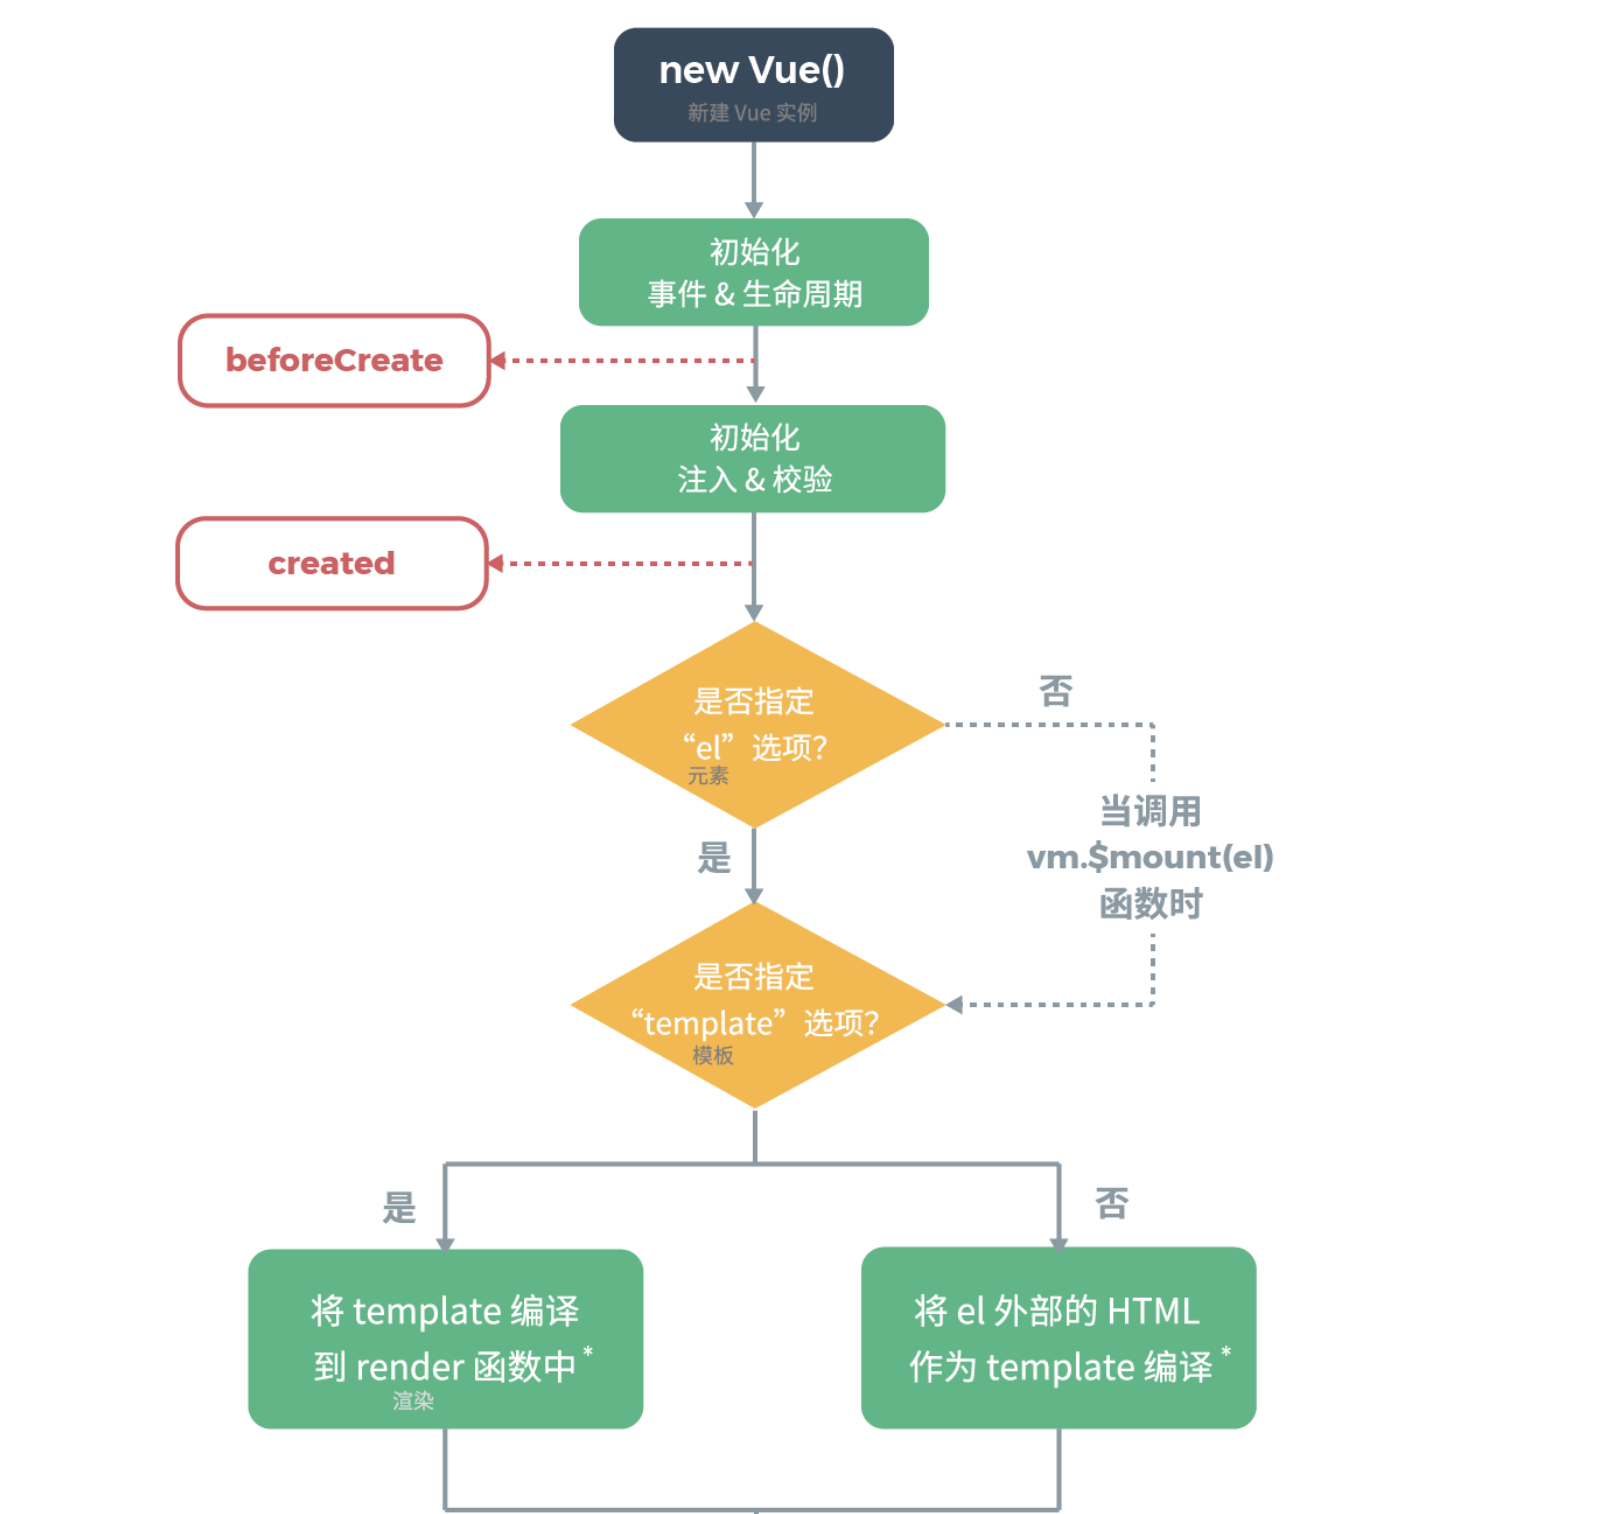 new Vue()
新建 Vue 实例
初始化
事件 & 生命周期
beforeCreate
初始化
注入 & 校验
created
是否指定
“el”选项？
元素
否
当调用
vm.$mount(el)
函数时
是
是否指定
“template”选项？
模板
是
否
将 template 编译
到 render 函数中*
渲染
将 el 外部的 HTML
作为 template 编译*